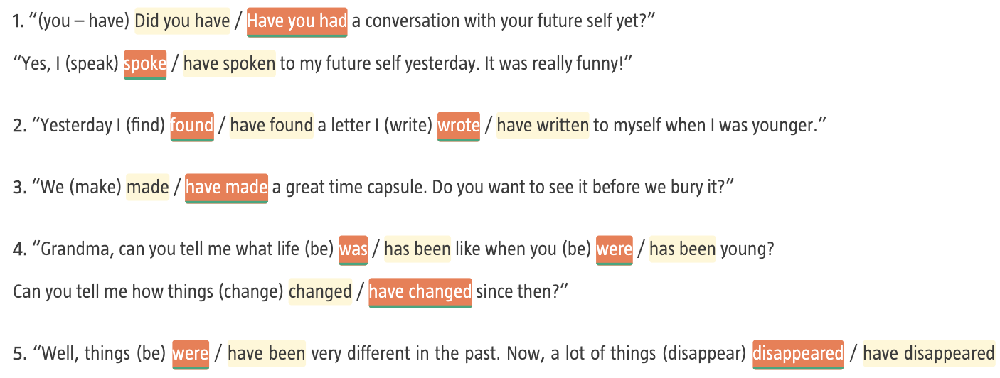 1. “(you – have) Did you have / Have you had a conversation with your future self yet?”
“Yes, I (speak) spoke / have spoken to my future self yesterday. It was really funny!”
2. “Yesterday I (find) found / have found a letter I (write) wrote / have written to myself when I was younger.”
3. “We (make) made / have made a great time capsule. Do you want to see it before we bury it?”
4. “Grandma, can you tell me what life (be) was / has been like when you (be) were / has been young?
Can you tell me how things (change) changed / have changed since then?”
5. “Well, things (be) were / have been very different in the past. Now, a lot of things (disappear) disappeared / have disappeared